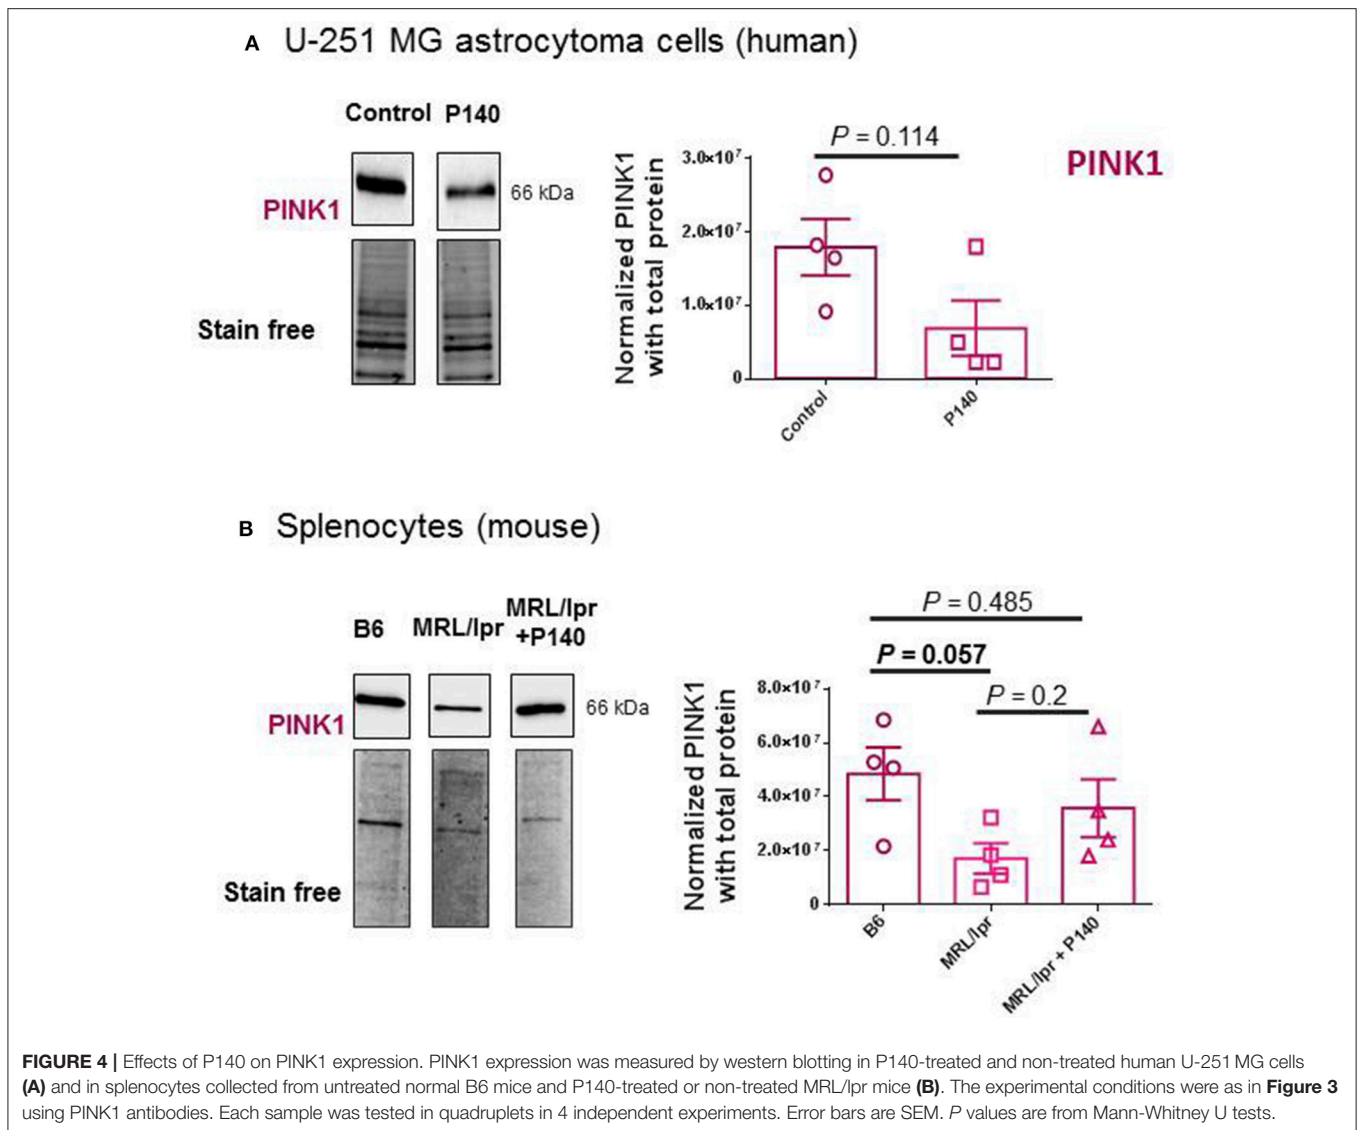 A U-251 MG astrocytoma cells (human)
Control P140
PINK1
66 kDa
Stain free
Normalized PINK1
with total protein
3.0×10⁷
2.0×10⁷
1.0×10⁷
0
P = 0.114
PINK1
Control
P140
B Splenocytes (mouse)
B6
MRL/lpr
MRL/lpr
+P140
PINK1
66 kDa
Stain free
Normalized PINK1
with total protein
8.0×10⁷
6.0×10⁷
4.0×10⁷
2.0×10⁷
0
P = 0.485
P = 0.057
P = 0.2
B6
MRL/lpr
MRL/lpr + P140
FIGURE 4 | Effects of P140 on PINK1 expression. PINK1 expression was measured by western blotting in P140-treated and non-treated human U-251 MG cells
(A) and in splenocytes collected from untreated normal B6 mice and P140-treated or non-treated MRL/lpr mice (B). The experimental conditions were as in Figure 3
using PINK1 antibodies. Each sample was tested in quadruplets in 4 independent experiments. Error bars are SEM. P values are from Mann-Whitney U tests.